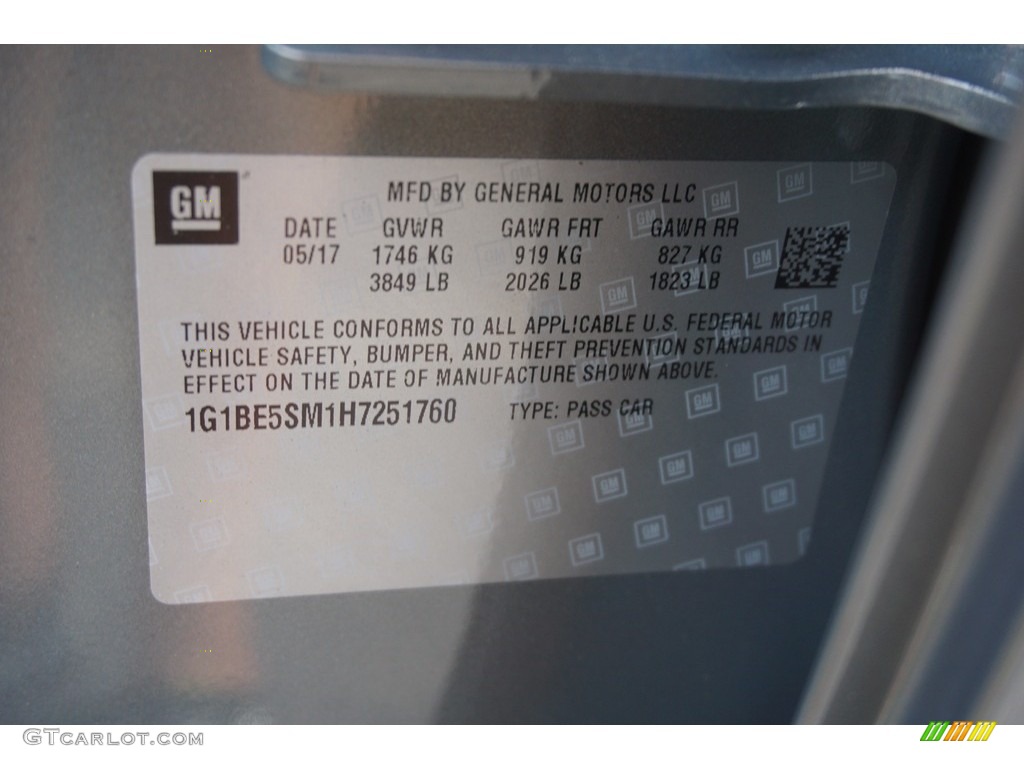 GM
MFD BY GENERAL MOTORS LLC
DATE GVWR GAWR FRT GAWR RR
05/17 1746 KG 919 KG 827 KG
3849 LB 2026 LB 1823 LB
THIS VEHICLE CONFORMS TO ALL APPLICABLE U.S. FEDERAL MOTOR
VEHICLE SAFETY, BUMPER, AND THEFT PREVENTION STANDARDS IN
EFFECT ON THE DATE OF MANUFACTURE SHOWN ABOVE.
1G1BE5SM1H7251760 TYPE: PASS CAR
GTcarlot.com